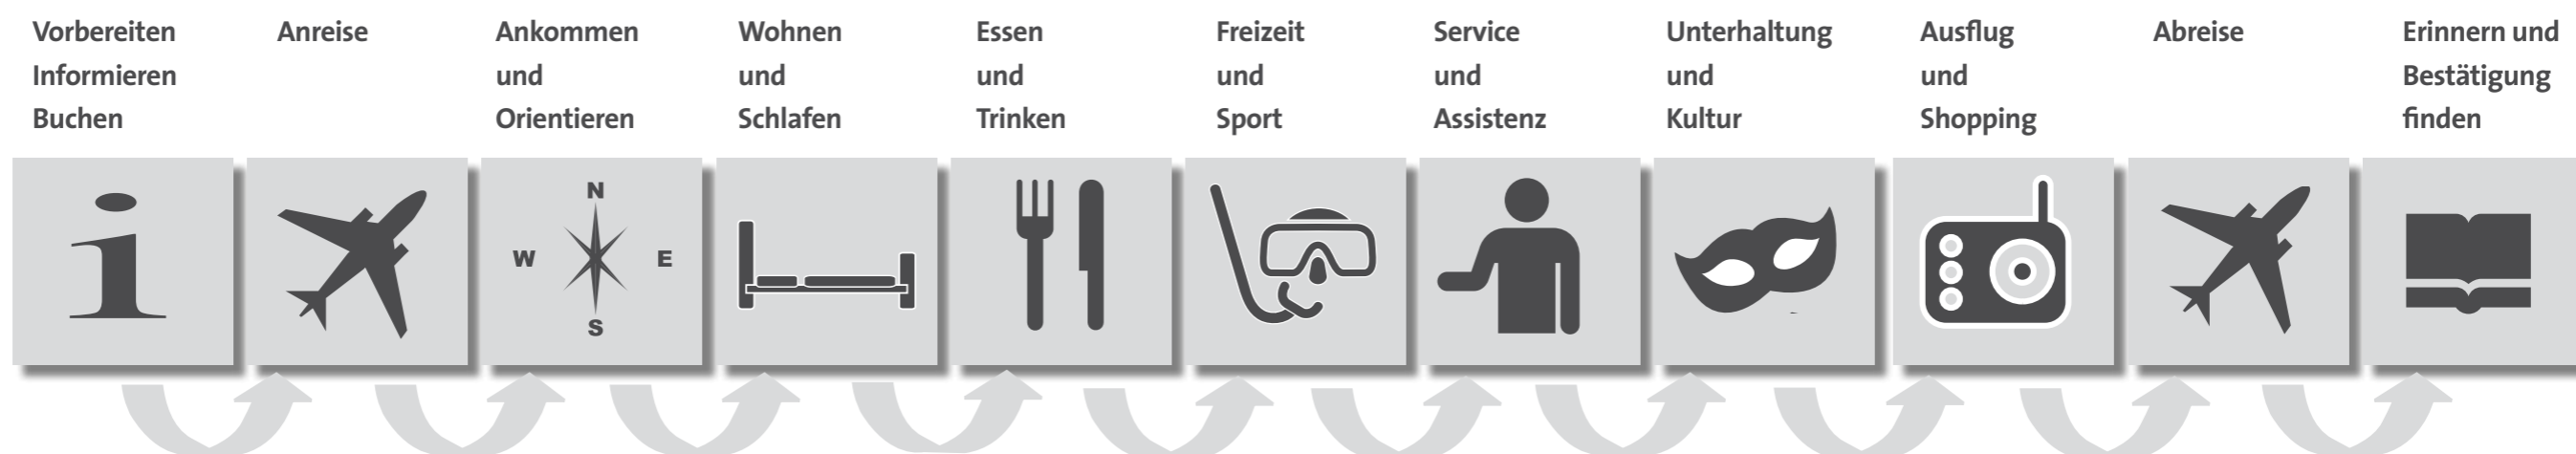 Vorbereiten
Informieren
Buchen
Anreise
Ankommen
und
Orientieren
Wohnen
und
Schlafen
Essen
und
Trinken
Freizeit
und
Sport
Service
und
Assistenz
Unterhaltung
und
Kultur
Ausflug
und
Shopping
Abreise
Erinnern und
Bestätigung
finden
i
N
W E
S